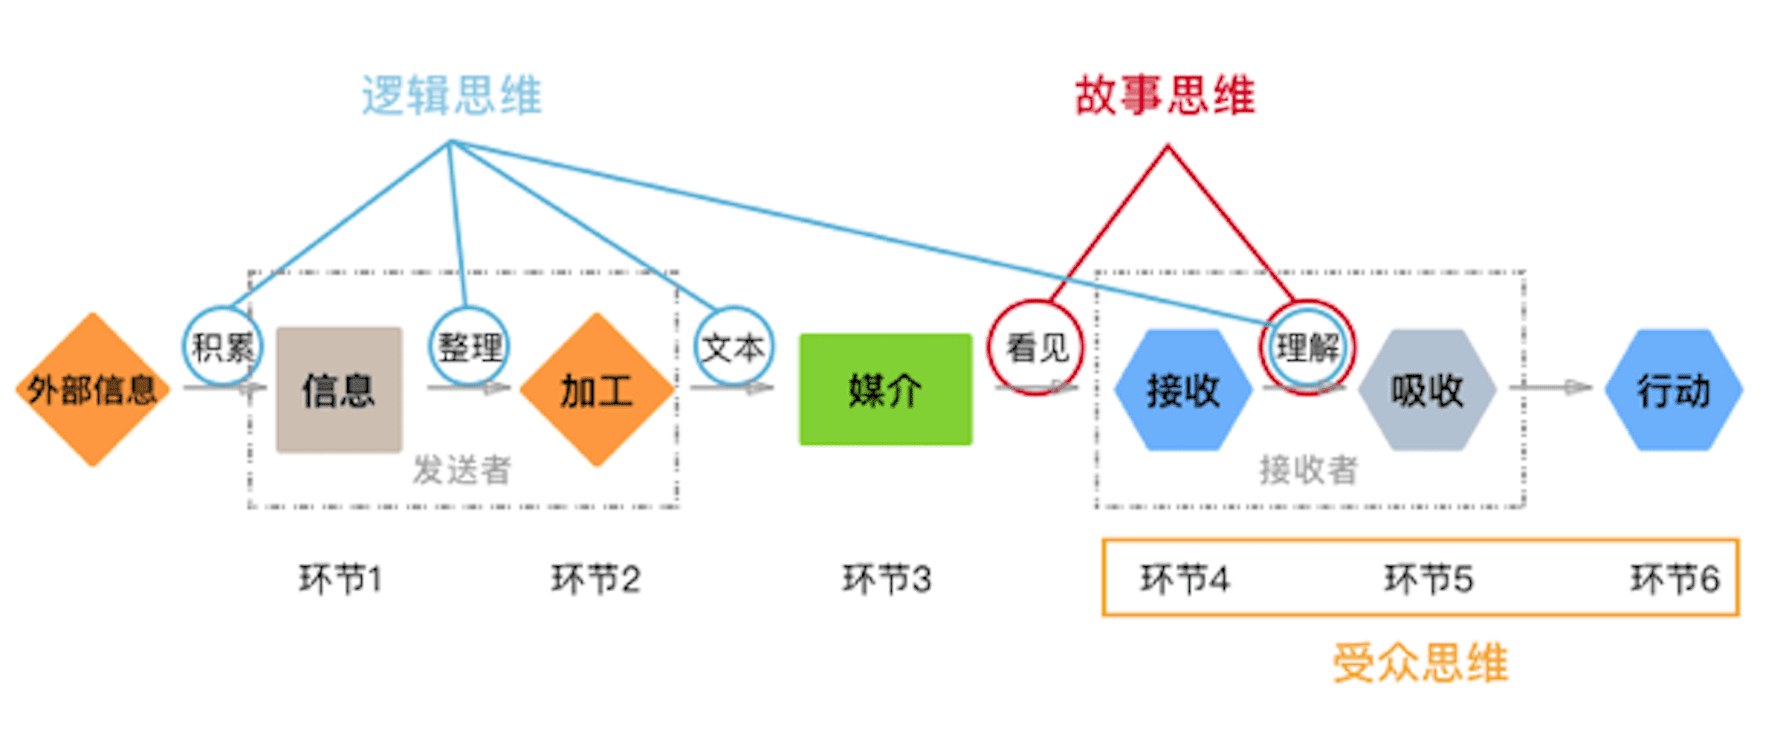 逻辑思维
故事思维
积累
整理
文本
看见
理解
外部信息
信息
加工
媒介
接收
吸收
行动
发送者
接收者
环节1
环节2
环节3
环节4
环节5
环节6
受众思维